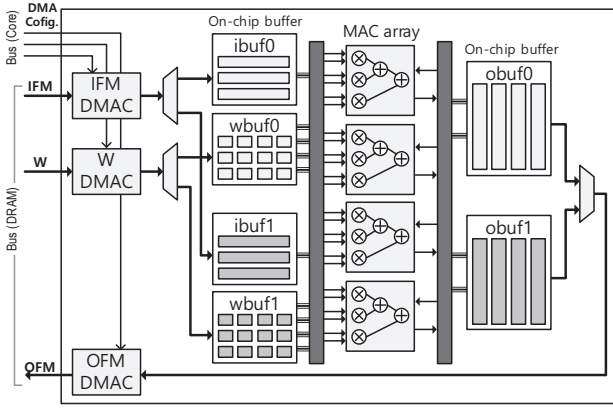 DMA
Cofig.
Bus (Core)
On-chip buffer
MAC array
On-chip buffer
ibuf0
obuf0
IFM
IFM
DMAC
wbuf0
W
W
DMAC
Bus (DRAM)
ibuf1
obuf1
wbuf1
OFM
OFM
DMAC